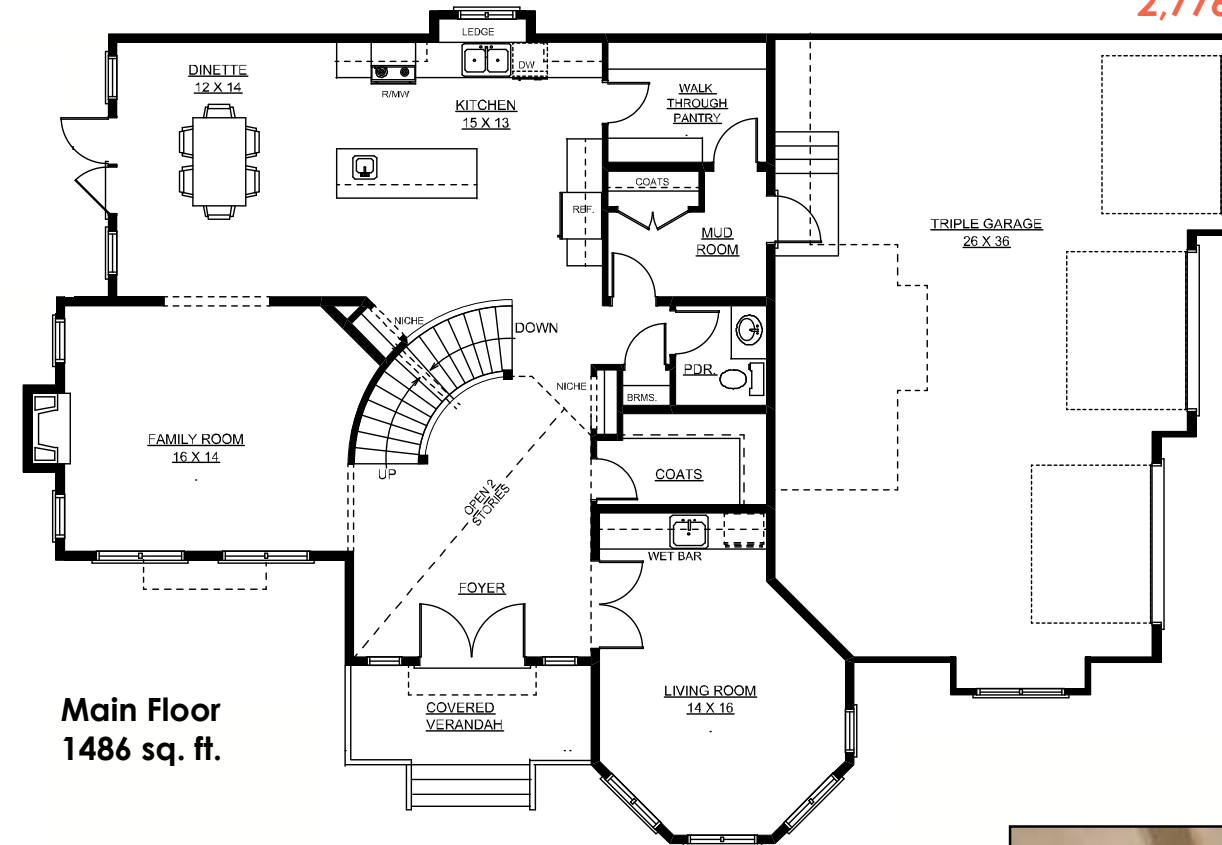 2,778
LEDGE
DINETTE
12 X 14
DW
R/MW
KITCHEN
15 X 13
WALK
THROUGH
PANTRY
COATS
REF.
MUD
ROOM
TRIPLE GARAGE
26 X 36
NICHE
DOWN
PDR.
NICHE
BRMS.
FAMILY ROOM
16 X 14
UP
COATS
OPEN 2
STORIES
WET BAR
FOYER
LIVING ROOM
14 X 16
COVERED
VERANDAH
Main Floor
1486 sq. ft.